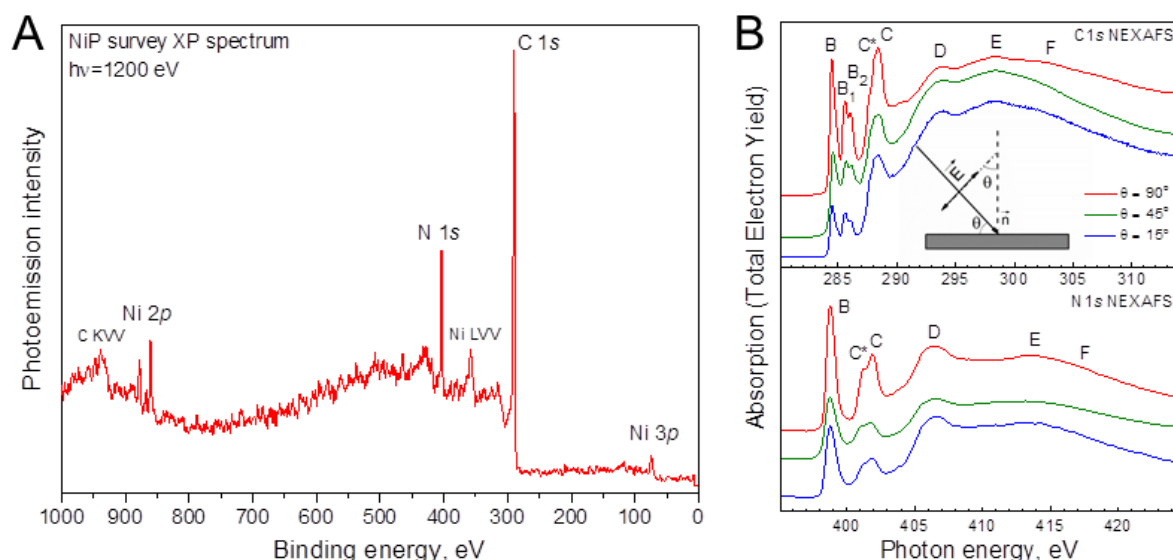 A
NiP survey XP spectrum
hν=1200 eV
C 1s
N 1s
Ni 2p
C KVV
Ni LVV
Ni 3p
Photoemission intensity
1000 900 800 700 600 500 400 300 200 100 0
Binding energy, eV
B
C 1s NEXAFS
B
B1
B2
C*
C
D
E
F
E
θ
θ
n
θ = 90°
θ = 45°
θ = 15°
285 290 295 300 305 310
N 1s NEXAFS
B
C*
C
D
E
F
Absorption (Total Electron Yield)
400 405 410 415 420
Photon energy, eV